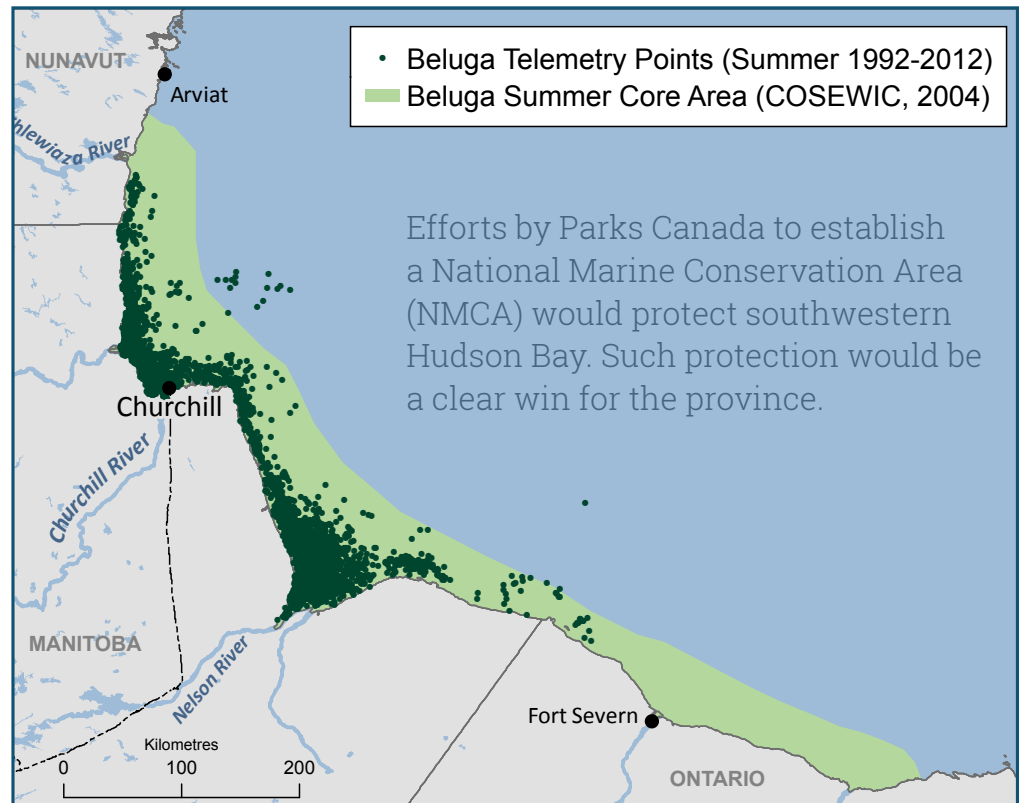 NUNAVUT
Arviat
Beluga Telemetry Points (Summer 1992-2012)
Beluga Summer Core Area (COSEWIC, 2004)
hlewiaza River
Efforts by Parks Canada to establish
a National Marine Conservation Area
(NMCA) would protect southwestern
Hudson Bay. Such protection would be
a clear win for the province.
Churchill
Churchill River
MANITOBA
Nelson River
Fort Severn
Kilometres
0 100 200
ONTARIO